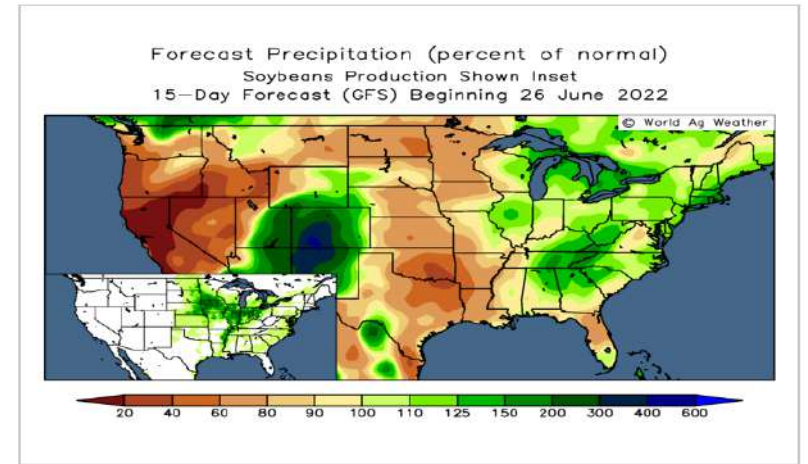 Forecast Precipitation (percent of normal)
Soybeans Production Shown Inset
15-Day Forecast (GFS) Beginning 26 June 2022
© World Ag Weather
20 40 60 80 90 100 110 125 150 200 300 400 600